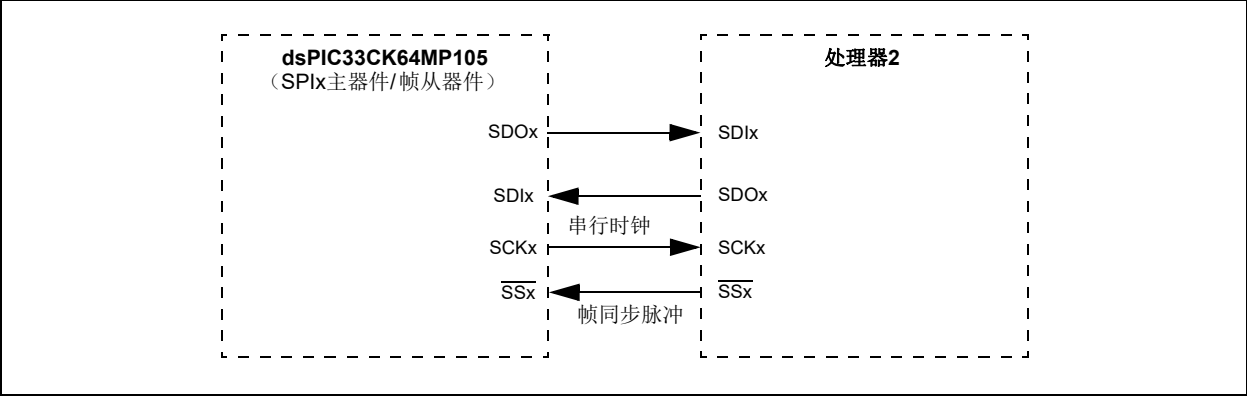 dsPIC33CK64MP105
（SPIx主器件/帧从器件）
处理器2
SDOx
SDIx
SDIx
SDOx
串行时钟
SCKx
SCKx
SSx
SSx
帧同步脉冲